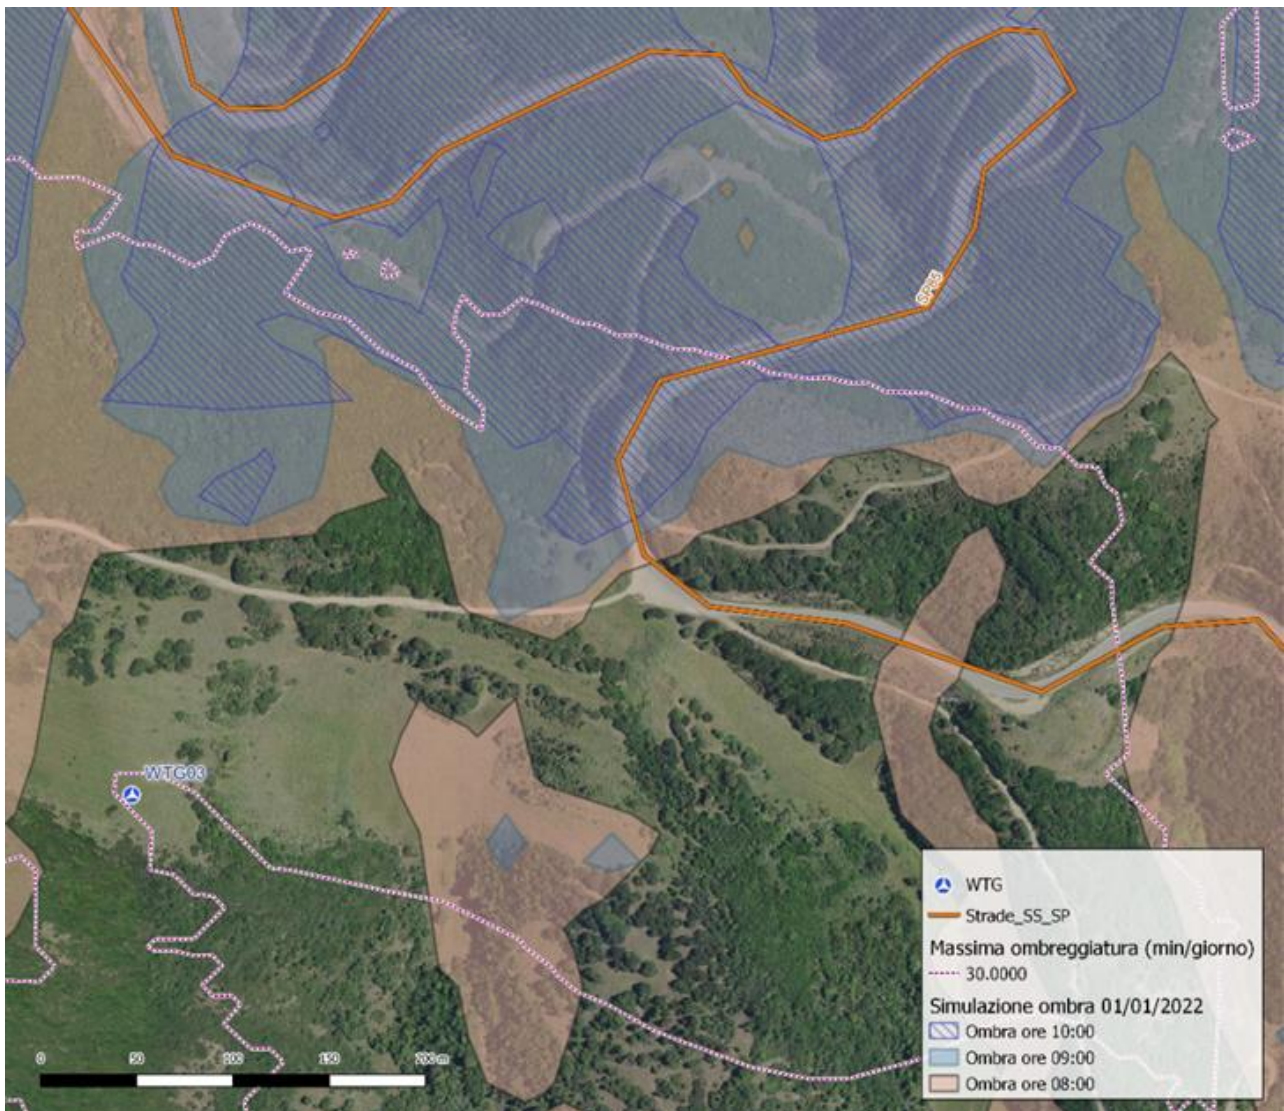 SP65
WTG03
WTG
Strade_SS_SP
Massima ombreggiatura (min/giorno)
30.0000
Simulazione ombra 01/01/2022
Ombra ore 10:00
Ombra ore 09:00
Ombra ore 08:00
0 50 100 150 200 m